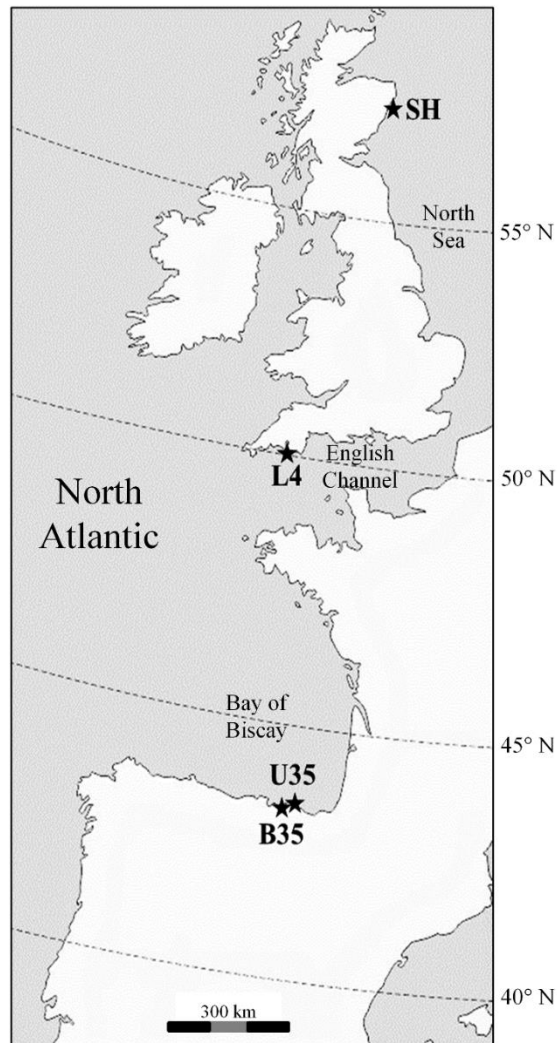 SH
North
Sea
55° N
English
Channel
L4
50° N
North
Atlantic
Bay of
Biscay
45° N
U35
B35
40° N
300 km